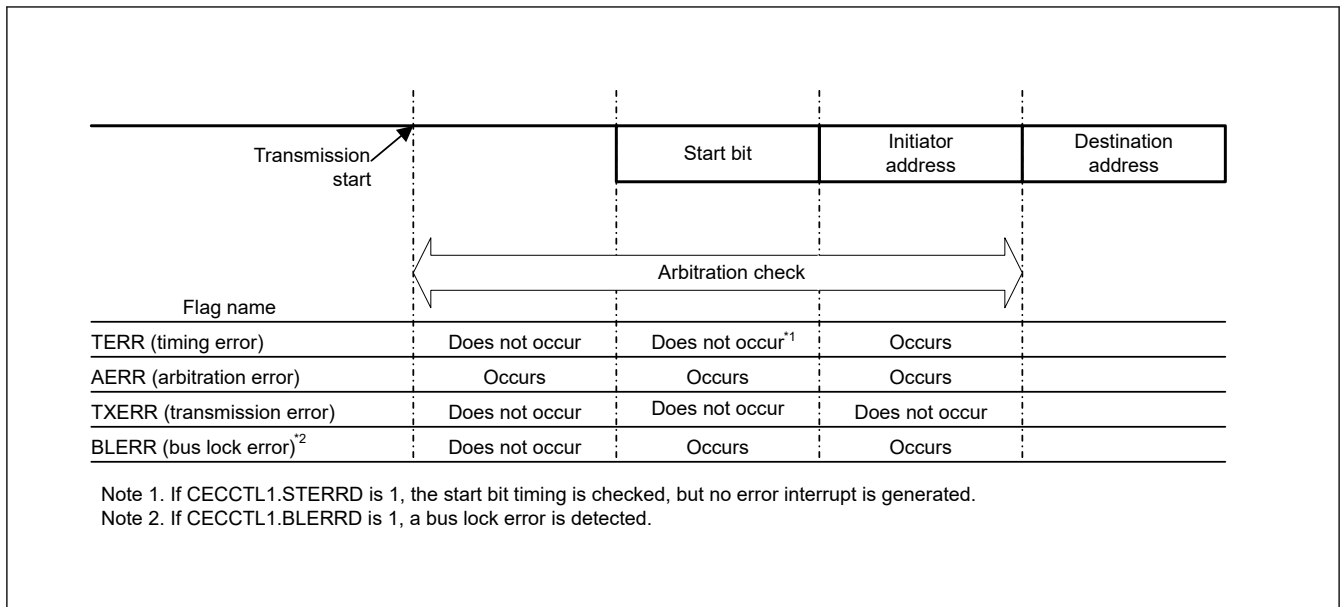 Transmission
start
Start bit
Initiator
address
Destination
address
Arbitration check
Flag name
TERR (timing error) Does not occur Does not occur*1 Occurs
AERR (arbitration error) Occurs Occurs Occurs
TXERR (transmission error) Does not occur Does not occur Does not occur
BLERR (bus lock error)*2 Does not occur Occurs Occurs
Note 1. If CECCTL1.STERRD is 1, the start bit timing is checked, but no error interrupt is generated.
Note 2. If CECCTL1.BLERRD is 1, a bus lock error is detected.